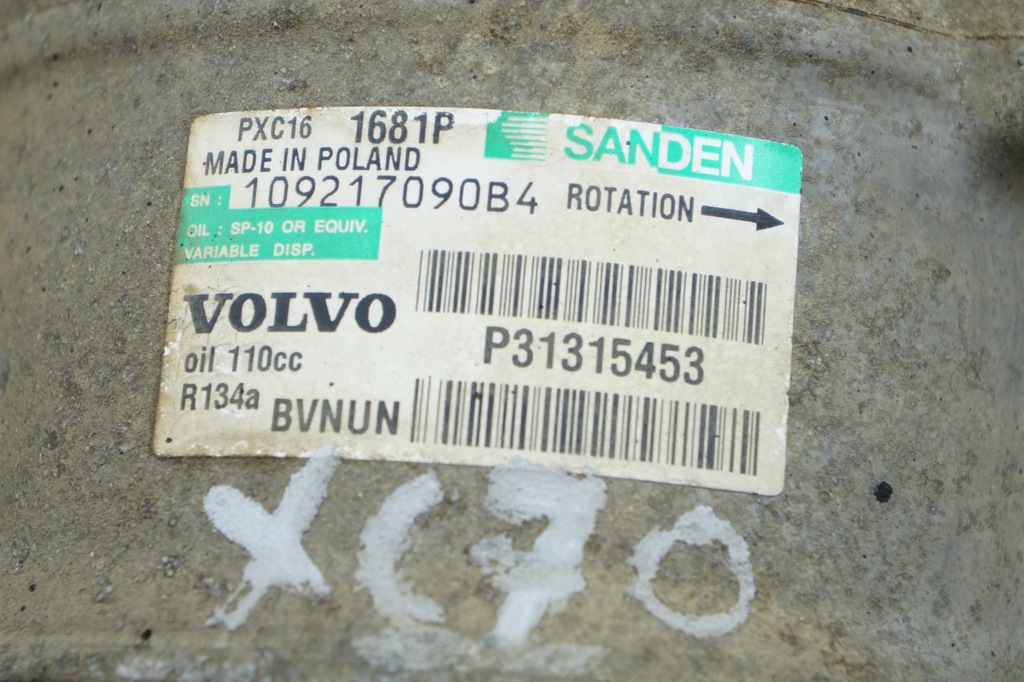 PXC16 1681P SANDEN
MADE IN POLAND
SN : 109217090B4 ROTATION
OIL : SP-10 OR EQUIV.
VARIABLE DISP.
VOLVO
P31315453
oil 110cc
R134a BVNUN
XC70